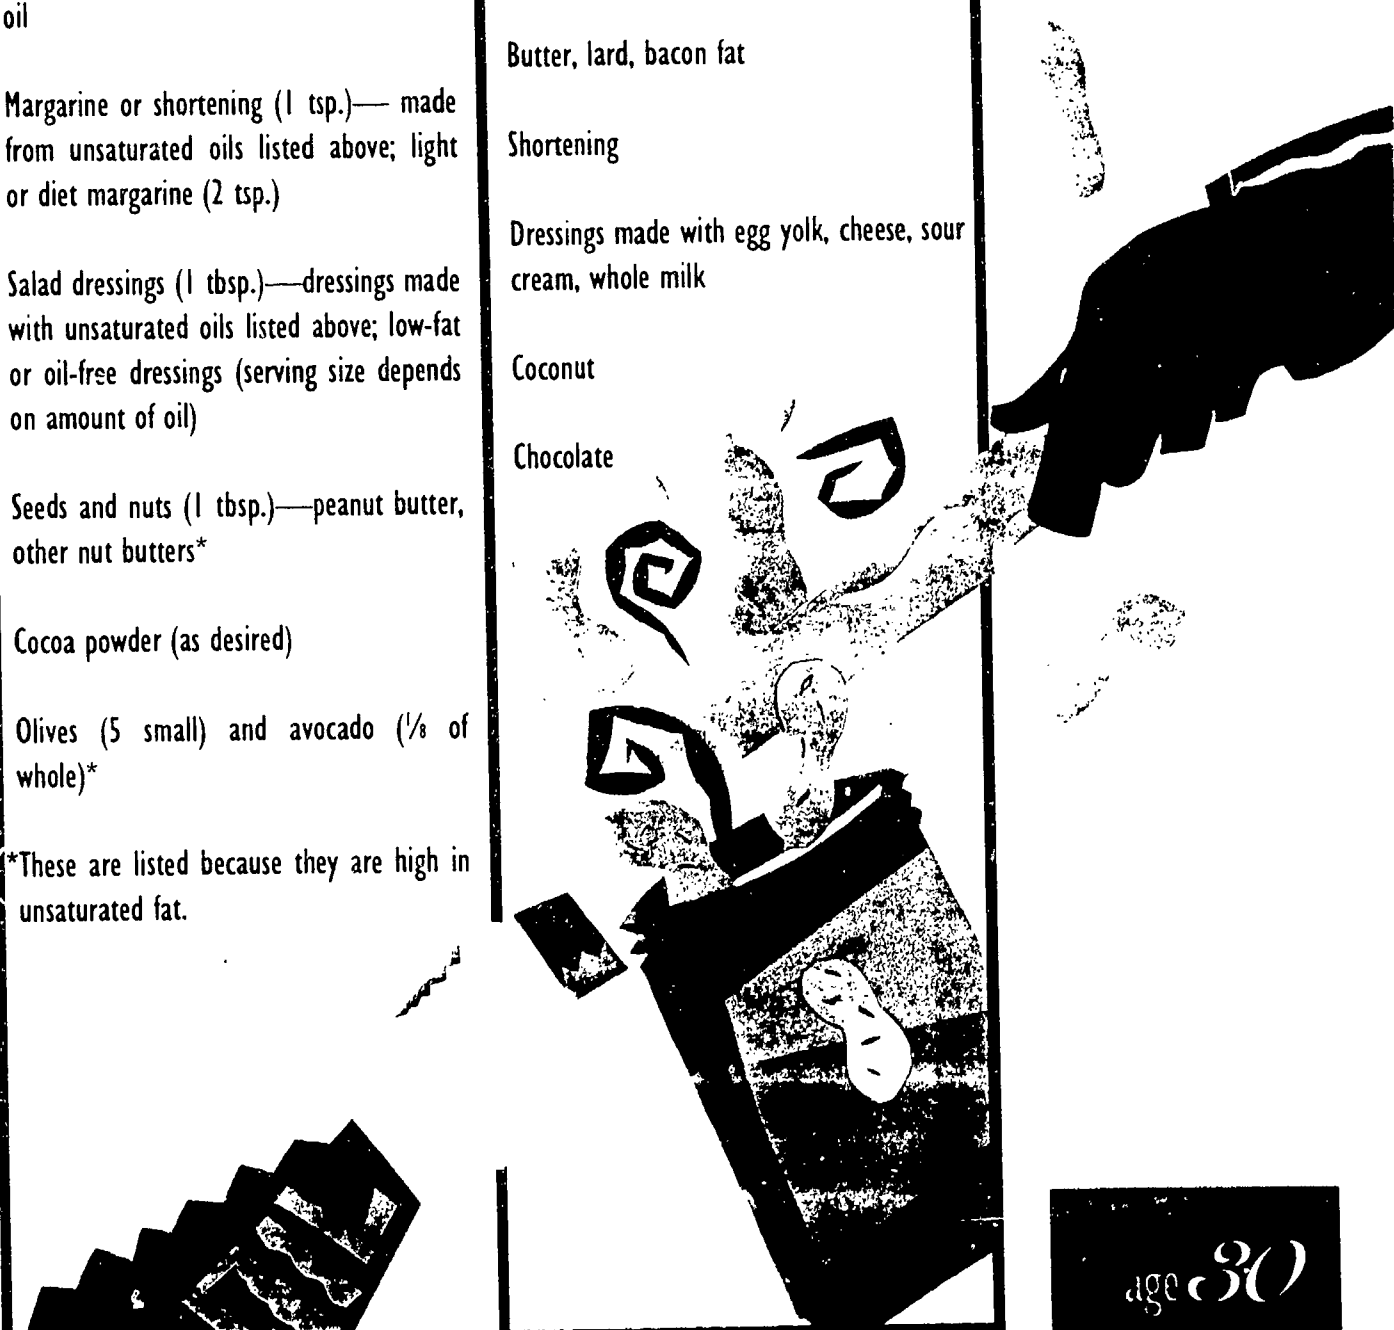 oil
Margarine or shortening (1 tsp.)— made
from unsaturated oils listed above; light
or diet margarine (2 tsp.)
Salad dressings (1 tbsp.)—dressings made
with unsaturated oils listed above; low-fat
or oil-free dressings (serving size depends
on amount of oil)
Seeds and nuts (1 tbsp.)—peanut butter,
other nut butters*
Cocoa powder (as desired)
Olives (5 small) and avocado (⅛ of
whole)*
*These are listed because they are high in
unsaturated fat.
Butter, lard, bacon fat
Shortening
Dressings made with egg yolk, cheese, sour
cream, whole milk
Coconut
Chocolate
age 30